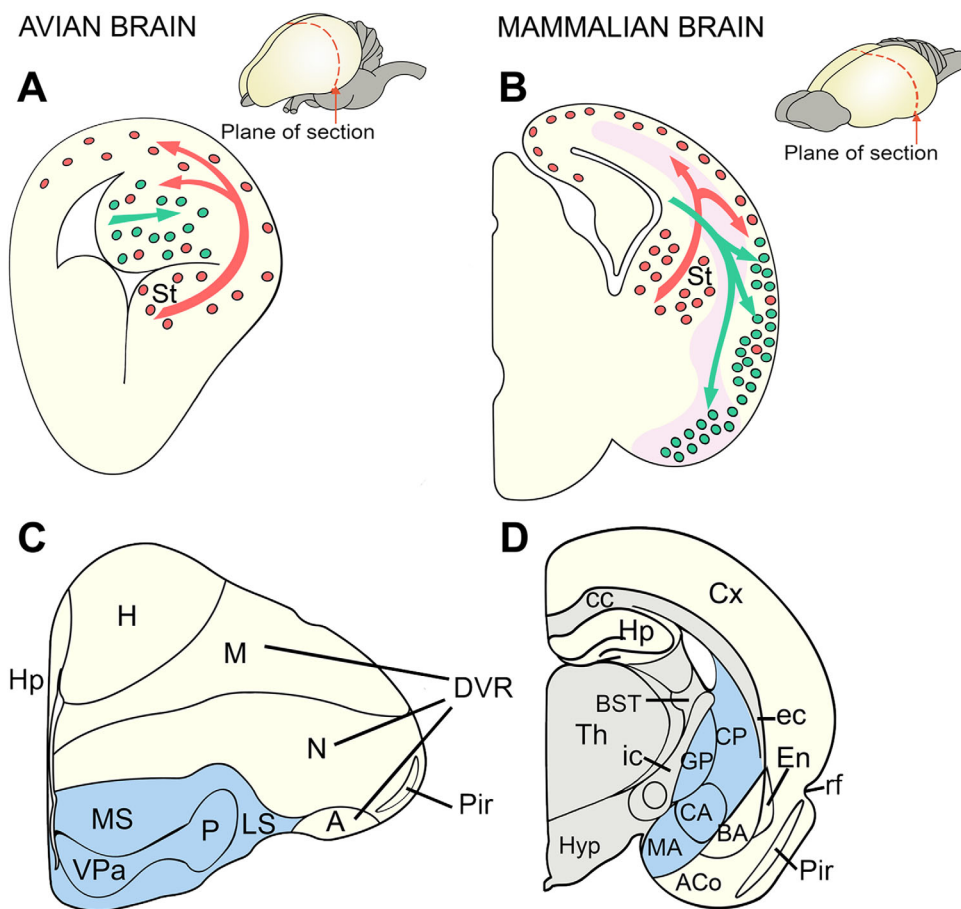 AVIAN BRAIN
MAMMALIAN BRAIN
A
Plane of section
St
B
Plane of section
St
C
H
M
Hp
DVR
N
MS
P
LS
A
Pir
VPa
D
Cx
cc
Hp
BST
ec
Th
CP
ic
GP
En
rf
CA
BA
Hyp
MA
Pir
ACo